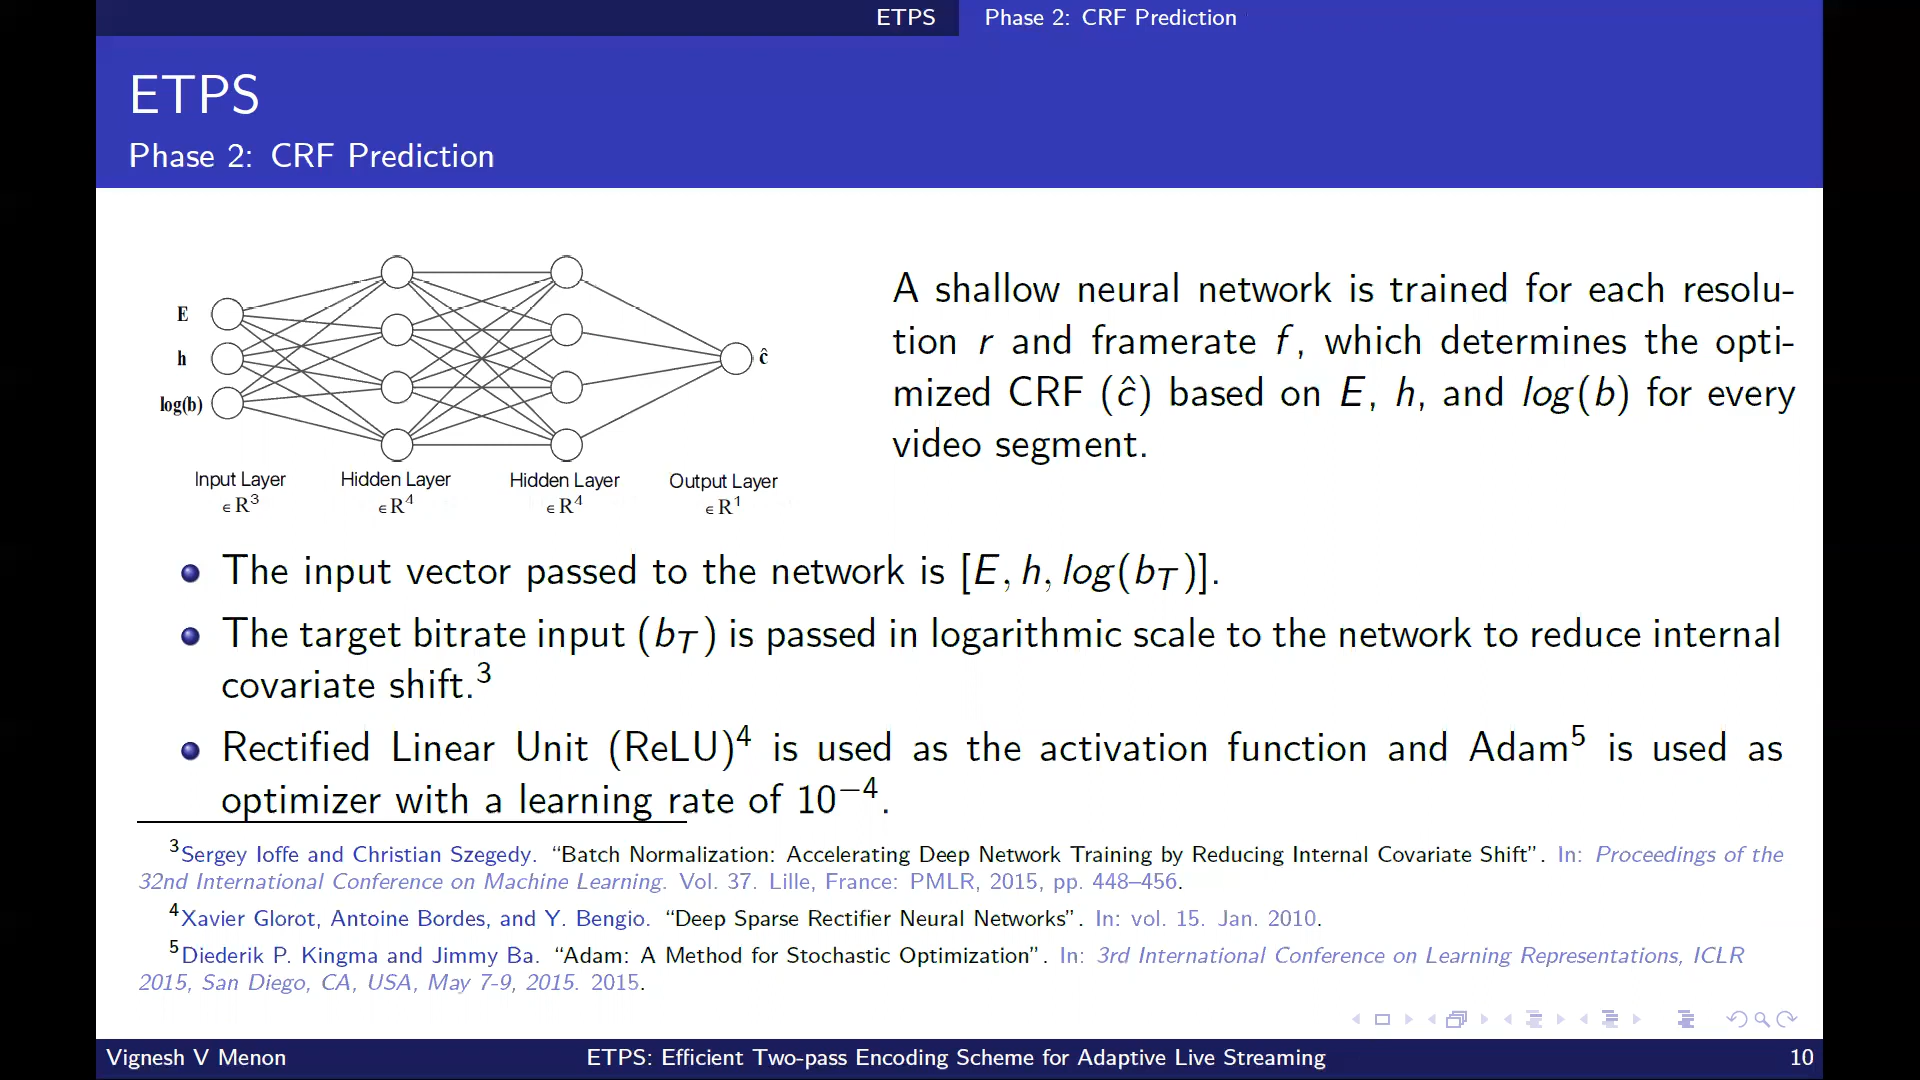 ETPS Phase 2: CRF Prediction
ETPS
Phase 2: CRF Prediction
E
h
log(b)
ĉ
Input Layer Hidden Layer Hidden Layer Output Layer
∈ R³ ∈ R⁴ ∈ R⁴ ∈ R¹
A shallow neural network is trained for each resolu-
tion r and framerate f, which determines the opti-
mized CRF (ĉ) based on E, h, and log(b) for every
video segment.
The input vector passed to the network is [E, h, log(b_T)].
The target bitrate input (b_T) is passed in logarithmic scale to the network to reduce internal
covariate shift.³
Rectified Linear Unit (ReLU)⁴ is used as the activation function and Adam⁵ is used as
optimizer with a learning rate of 10⁻⁴.
³Sergey Ioffe and Christian Szegedy. “Batch Normalization: Accelerating Deep Network Training by Reducing Internal Covariate Shift”. In: Proceedings of the
32nd International Conference on Machine Learning. Vol. 37. Lille, France: PMLR, 2015, pp. 448–456.
⁴Xavier Glorot, Antoine Bordes, and Y. Bengio. “Deep Sparse Rectifier Neural Networks”. In: vol. 15. Jan. 2010.
⁵Diederik P. Kingma and Jimmy Ba. “Adam: A Method for Stochastic Optimization”. In: 3rd International Conference on Learning Representations, ICLR
2015, San Diego, CA, USA, May 7-9, 2015. 2015.
Vignesh V Menon ETPS: Efficient Two-pass Encoding Scheme for Adaptive Live Streaming 10